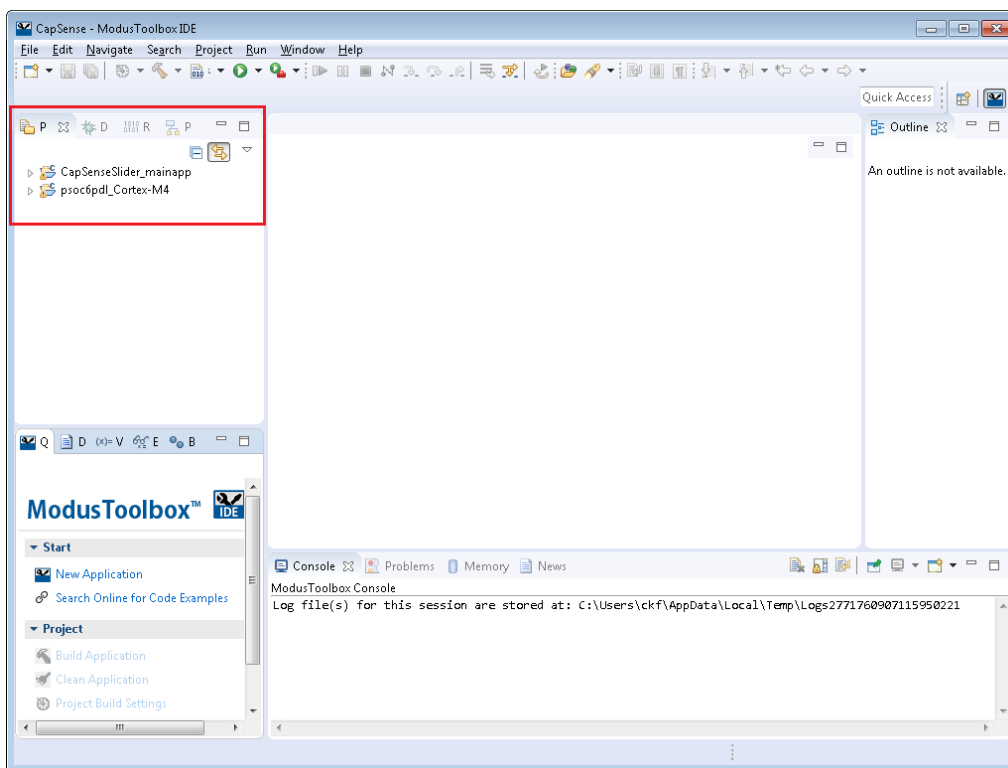 CapSense - ModusToolbox IDE
File Edit Navigate Search Project Run Window Help
Quick Access
P D R P
Outline
CapSenseSlider_mainapp
psoc6pdl_Cortex-M4
An outline is not available.
Q D (x)= V E B
ModusToolbox™ IDE
Start
New Application
Search Online for Code Examples
Project
Build Application
Clean Application
Project Build Settings
Console Problems Memory News
ModusToolbox Console
Log file(s) for this session are stored at: C:\Users\ckf\AppData\Local\Temp\Logs2771760907115950221